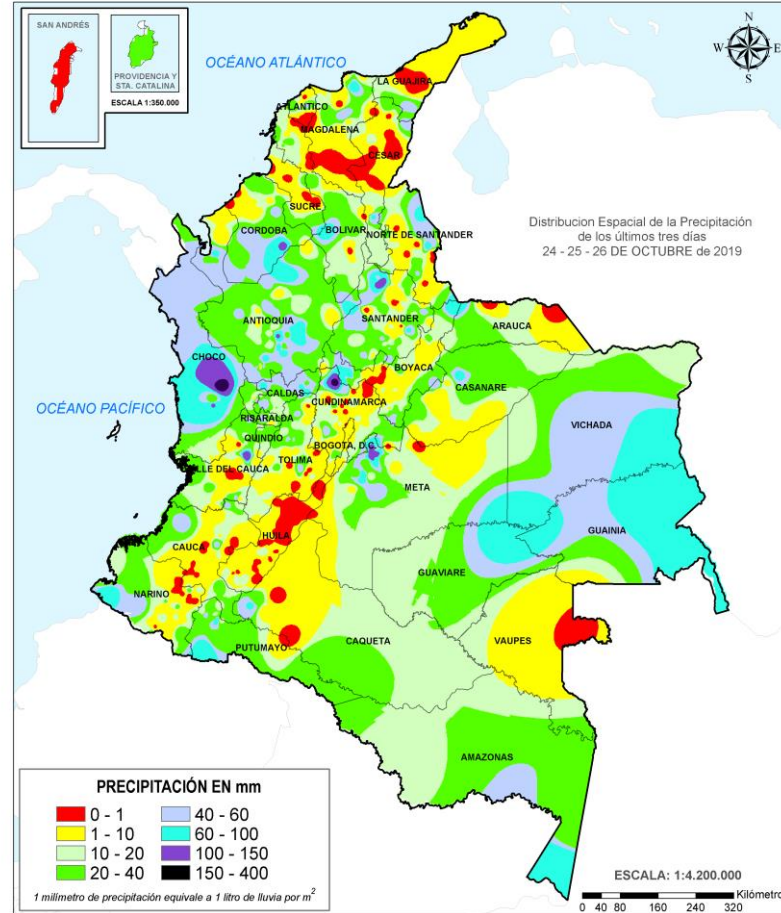 SAN ANDRÉS
PROVIDENCIA Y
STA. CATALINA
ESCALA 1:350.000
OCÉANO ATLÁNTICO
N
W
E
S
LA GUAJIRA
ATLANTICO
MAGDALENA
CESAR
SUCRE
Distribucion Espacial de la Precipitación
de los últimos tres días
24 - 25 - 26 DE OCTUBRE de 2019
CORDOBA
BOLIVAR
NORTE DE SANTANDER
ANTIOQUIA
SANTANDER
ARAUCA
CHOCO
BOYACA
CASANARE
CALDAS
CUNDINAMARCA
OCÉANO PACÍFICO
RISARALDA
VICHADA
QUINDIO
BOGOTA, D.C.
TOLIMA
VALLE DEL CAUCA
META
GUAINIA
HUILA
CAUCA
GUAVIARE
NARIÑO
CAQUETA
VAUPES
PUTUMAYO
AMAZONAS
PRECIPITACIÓN EN mm
0 - 1
40 - 60
1 - 10
60 - 100
10 - 20
100 - 150
20 - 40
150 - 400
1 milímetro de precipitación equivale a 1 litro de lluvia por m2
ESCALA: 1:4.200.000
Kilómetro
0 40 80 160 240 320